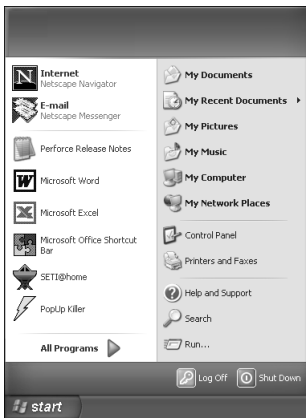 Internet
Netscape Navigator
E-mail
Netscape Messenger
Perforce Release Notes
Microsoft Word
Microsoft Excel
Microsoft Office Shortcut
Bar
SETI@home
PopUp Killer
All Programs
My Documents
My Recent Documents
My Pictures
My Music
My Computer
My Network Places
Control Panel
Printers and Faxes
Help and Support
Search
Run...
Log Off
Shut Down
start